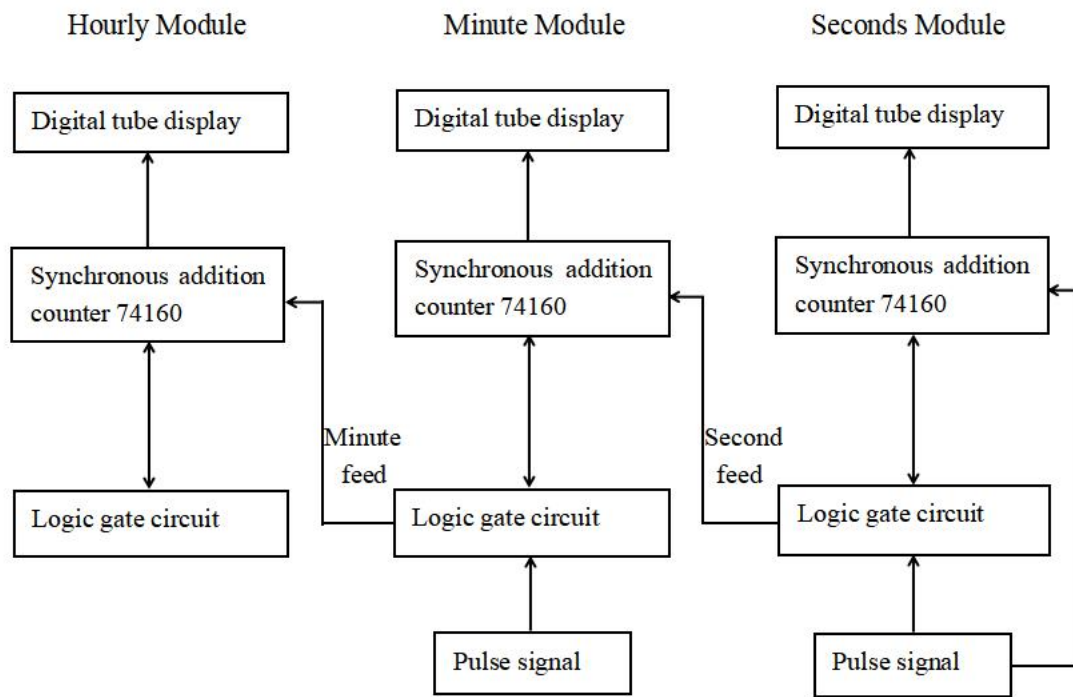 Hourly Module
Minute Module
Seconds Module
Digital tube display
Digital tube display
Digital tube display
Synchronous addition
counter 74160
Synchronous addition
counter 74160
Synchronous addition
counter 74160
Minute
feed
Second
feed
Logic gate circuit
Logic gate circuit
Logic gate circuit
Pulse signal
Pulse signal